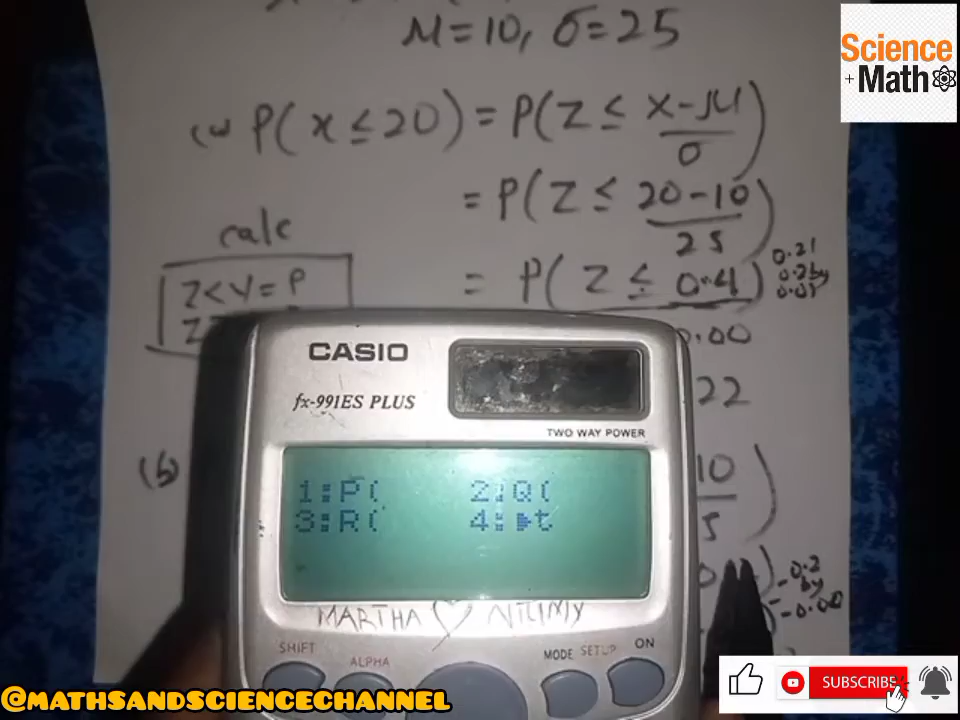 μ=10, σ=25
Science
+Math
P(x≤20) = P(Z ≤ x-μ/σ)
= P(Z ≤ 20-10/25)
calc
0.21
0.2 by
0.01
Z<Y=P
= P(Z ≤ 0.4)
.00
22
CASIO
fx-991ES PLUS
TWO WAY POWER
(b)
10
5
1:P( 2:Q(
3:R( 4:▶t
-0.2
by
-0.00
MARTHA
SHIFT
ALPHA
MODE SETUP
ON
SUBSCRIBE
@MATHSANDSCIENCECHANNEL